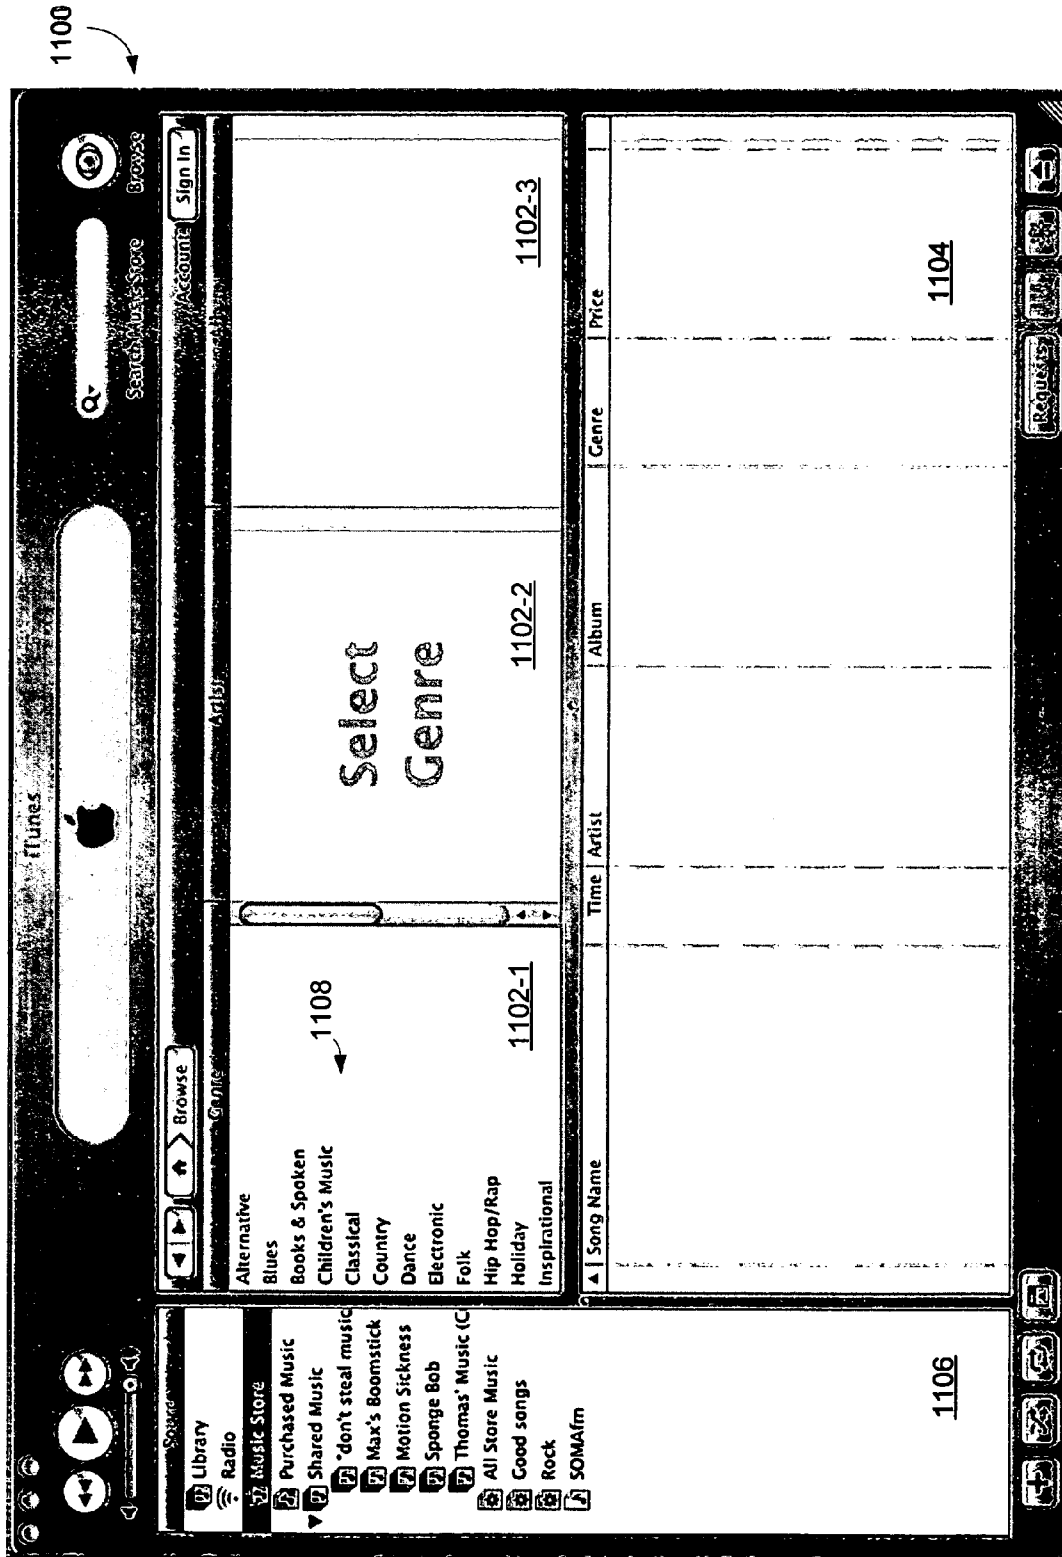 1100
iTunes
Search Music Store
Browse
Source
Library
Radio
Music Store
Purchased Music
Shared Music
"don't steal music
Max's Boomstick
Motion Sickness
Sponge Bob
Thomas' Music (C
All Store Music
Good songs
Rock
SOMAfm
1106
Browse
Account:
Sign In
Genre
Artist
Album
Alternative
Blues
Books & Spoken
Children's Music
Classical
Country
Dance
Electronic
Folk
Hip Hop/Rap
Holiday
Inspirational
1108
1102-1
Select
Genre
1102-2
1102-3
Song Name
Time
Artist
Album
Genre
Price
1104
Requests